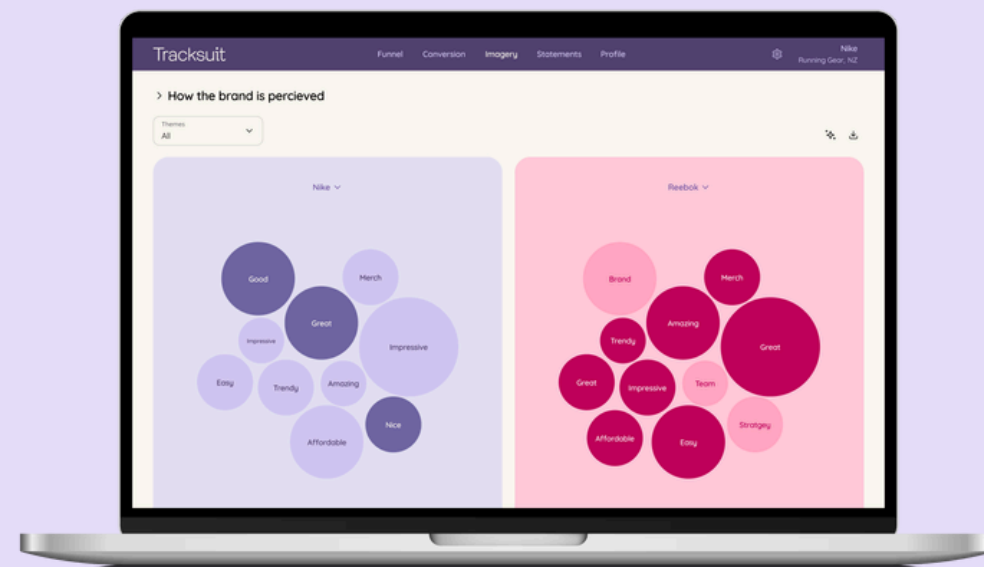 Tracksuit
Funnel Conversion Imagery Statements Profile
Nike
Running Gear, NZ
How the brand is percieved
Themes
All
Nike
Good
Merch
Great
Impressive
Impressive
Easy
Trendy
Amazing
Nice
Affordable
Reebok
Brand
Merch
Amazing
Trendy
Great
Great
Impressive
Team
Affordable
Easy
Stratgey